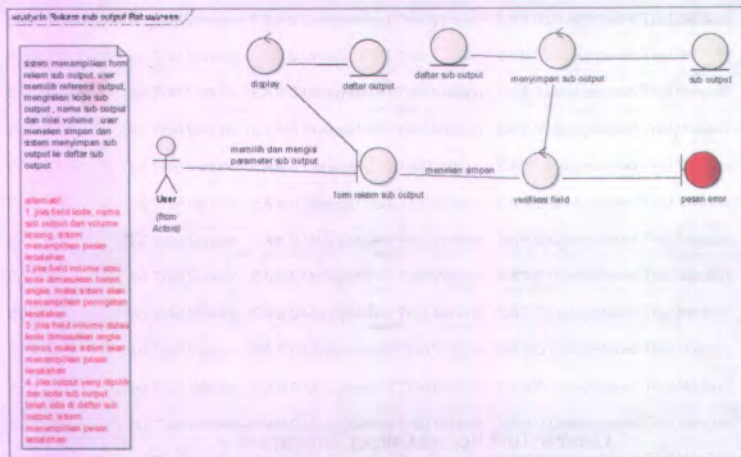 analysis Rekam sub output Robustness
sistem menampilkan form
rekam sub output. user
memilih referensi output,
mengisikan kode sub
output, nama sub output
dan nilai volume. user
menekan simpan dan
sistem menyimpan sub
output ke daftar sub
output
alternatif
1. jika field kode, nama
sub output dan volume
kosong, sistem
menampilkan pesan
kesalahan
2. jika field volume atau
kode dimasukkan bukan
angka, maka sistem akan
menampilkan peringatan
kesalahan
3. jika field volume
kode dimasukkan angka
minus, maka sistem akan
menampilkan pesan
kesalahan
4. jika output yang dipilih
dan kode sub output
telah ada di daftar sub
output, sistem
menampilkan pesan
kesalahan
display
daftar output
daftar sub output
menyimpan sub output
sub output
memilih dan mengisi
parameter sub output
User
(from
Actors)
form rekam sub output
menekan simpan
verifikasi field
pesan error